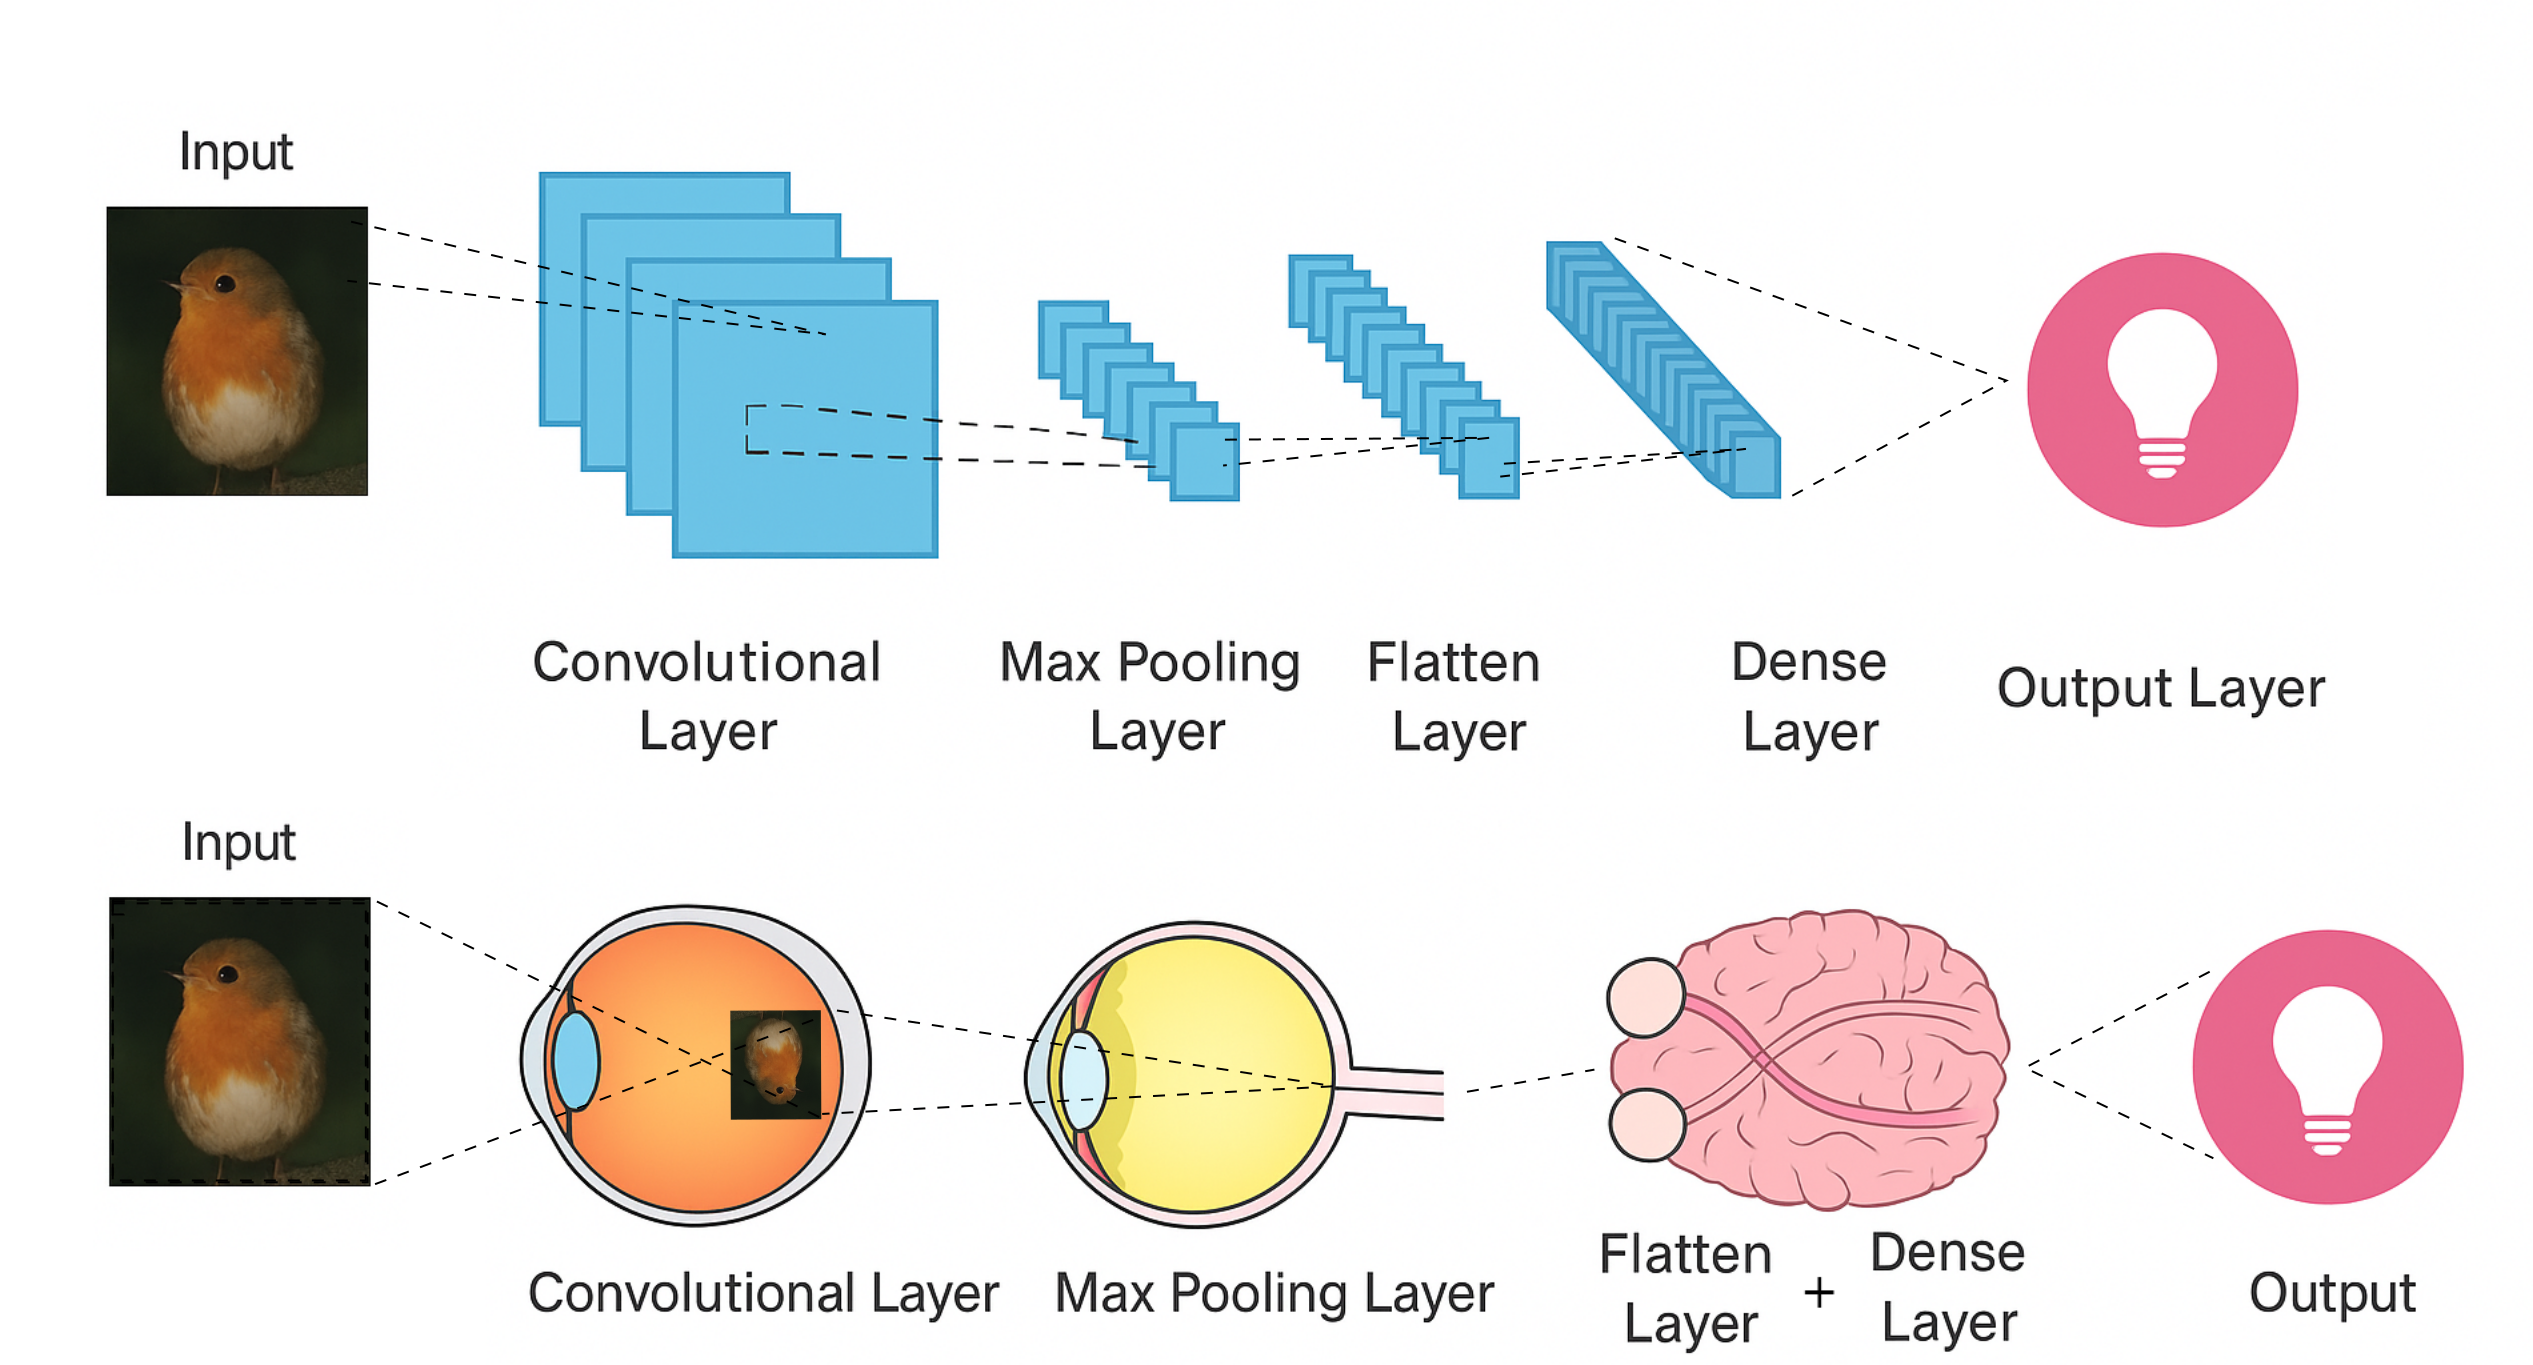 Input
Convolutional
Layer
Max Pooling
Layer
Flatten
Layer
Dense
Layer
Output Layer
Input
Convolutional Layer
Max Pooling Layer
Flatten
Layer
+
Dense
Layer
Output